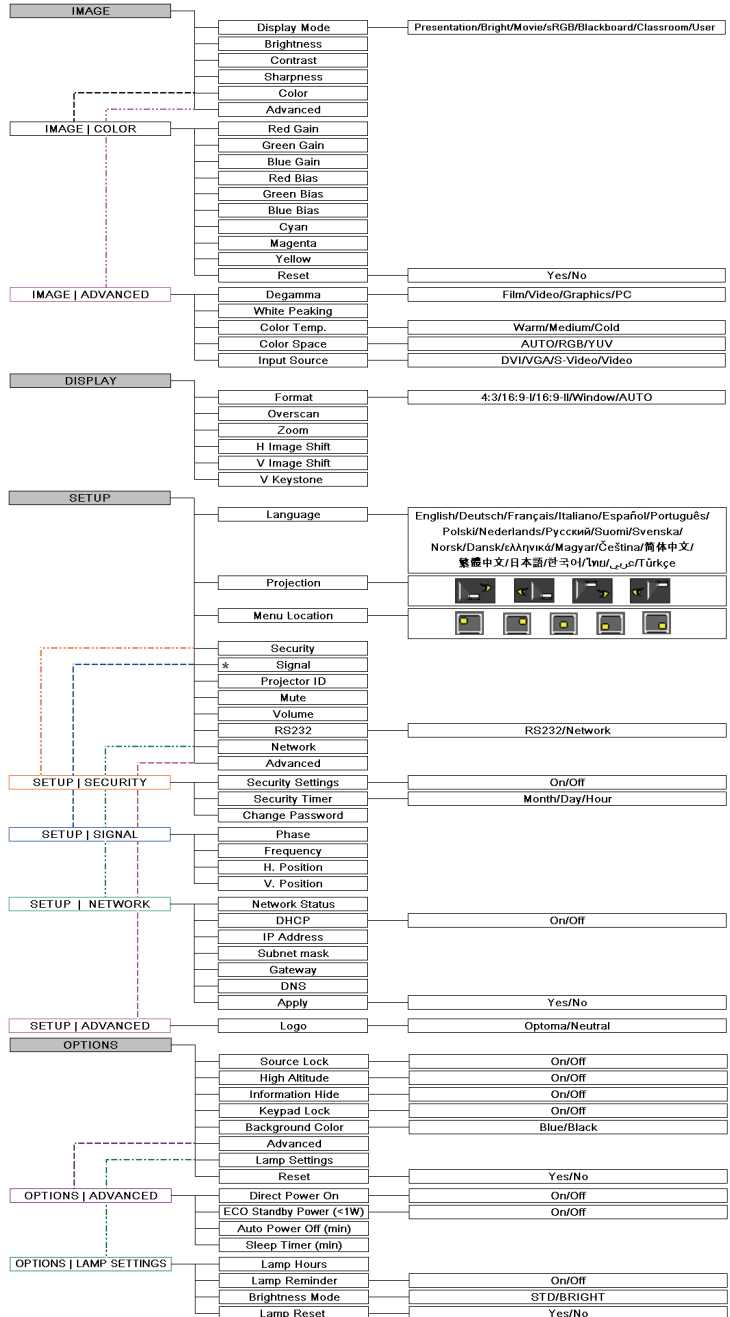 IMAGE
Display Mode
Presentation/Bright/Movie/sRGB/Blackboard/Classroom/User
Brightness
Contrast
Sharpness
Color
Advanced
IMAGE | COLOR
Red Gain
Green Gain
Blue Gain
Red Bias
Green Bias
Blue Bias
Cyan
Magenta
Yellow
Reset
Yes/No
IMAGE | ADVANCED
Degamma
Film/Video/Graphics/PC
White Peaking
Color Temp.
Warm/Medium/Cold
Color Space
AUTO/RGB/YUV
Input Source
DVI/VGA/S-Video/Video
DISPLAY
Format
4:3/16:9-I/16:9-II/Window/AUTO
Overscan
Zoom
H Image Shift
V Image Shift
V Keystone
SETUP
Language
English/Deutsch/Français/Italiano/Español/Português/
Polski/Nederlands/Русский/Suomi/Svenska/
Norsk/Dansk/ελληνικά/Magyar/Čeština/简体中文/
繁體中文/日本語/한국어/ไทย/عربي/Türkçe
Projection
Menu Location
Security
* Signal
Projector ID
Mute
Volume
RS232
RS232/Network
Network
Advanced
SETUP | SECURITY
Security Settings
On/Off
Security Timer
Month/Day/Hour
Change Password
SETUP | SIGNAL
Phase
Frequency
H. Position
V. Position
SETUP | NETWORK
Network Status
DHCP
On/Off
IP Address
Subnet mask
Gateway
DNS
Apply
Yes/No
SETUP | ADVANCED
Logo
Optoma/Neutral
OPTIONS
Source Lock
On/Off
High Altitude
On/Off
Information Hide
On/Off
Keypad Lock
On/Off
Background Color
Blue/Black
Advanced
Lamp Settings
Reset
Yes/No
OPTIONS | ADVANCED
Direct Power On
On/Off
ECO Standby Power (<1W)
On/Off
Auto Power Off (min)
Sleep Timer (min)
OPTIONS | LAMP SETTINGS
Lamp Hours
Lamp Reminder
On/Off
Brightness Mode
STD/BRIGHT
Lamp Reset
Yes/No